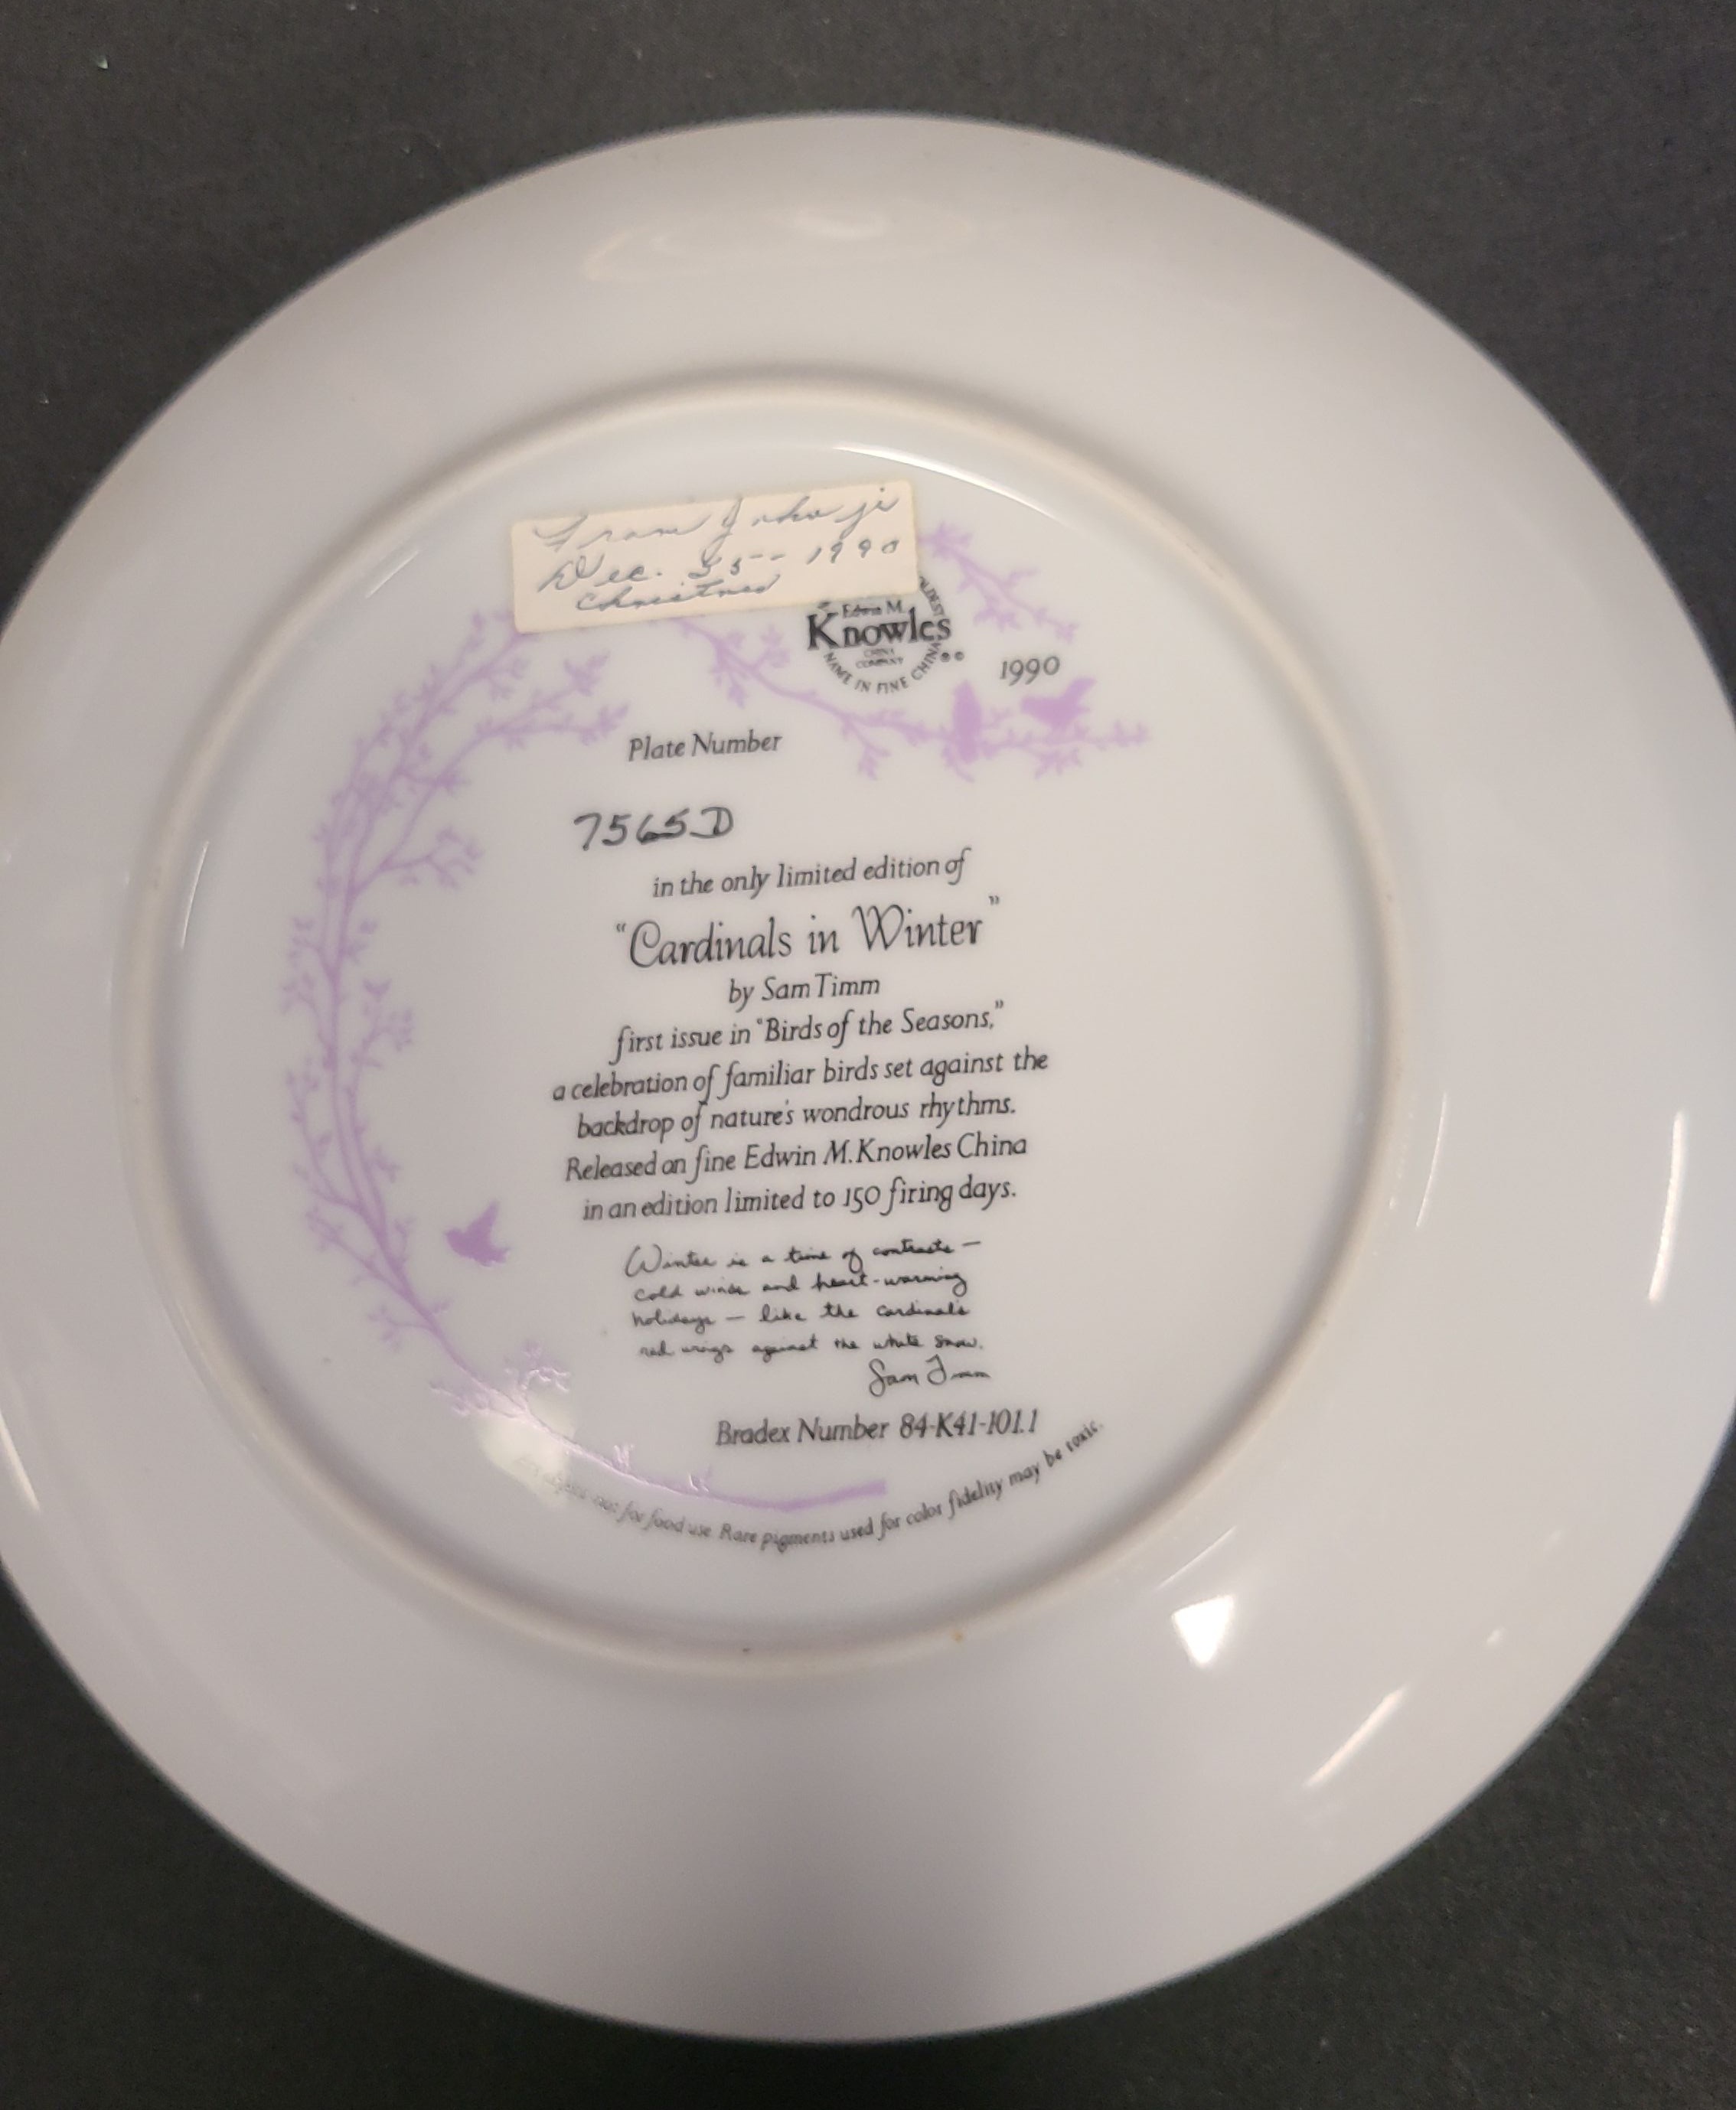 From
Dec. 25-- 1990
Christmas
OLDEST
Edwin M.
Knowles
CHINA
COMPANY
NAME IN FINE CHINA
1990
Plate Number
7565D
in the only limited edition of
"Cardinals in Winter"
by Sam Timm
first issue in "Birds of the Seasons,"
a celebration of familiar birds set against the
backdrop of nature's wondrous rhythms.
Released on fine Edwin M. Knowles China
in an edition limited to 150 firing days.
Winter is a time of contrasts —
cold winds and heart-warming
holidays — like the cardinal's
red wings against the white snow.
Sam Timm
Bradex Number 84-K41-101.1
not for food use. Rare pigments used for color fidelity may be toxic.